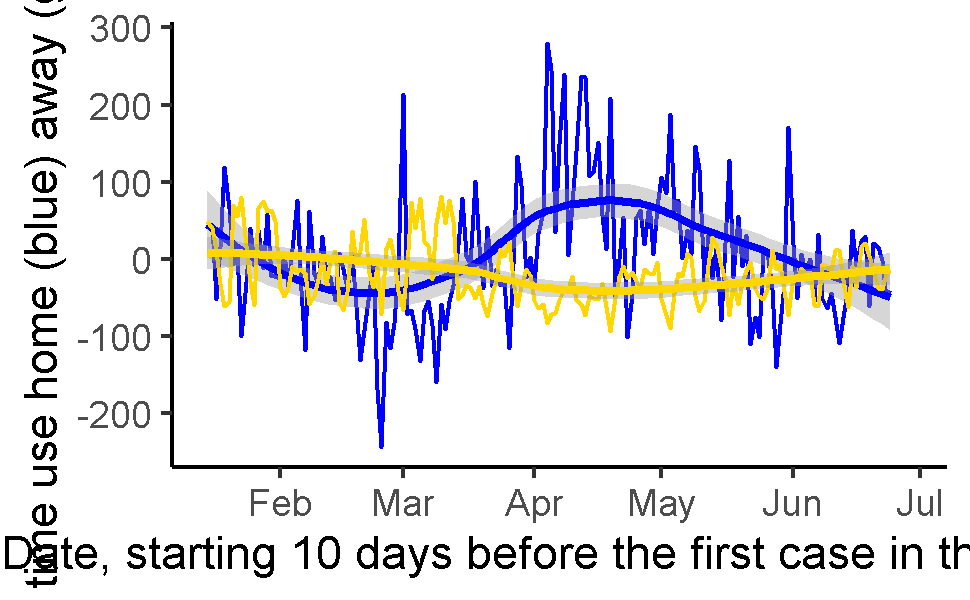 time use home (blue) away (
300
200
100
0
-100
-200
Feb Mar Apr May Jun Jul
Date, starting 10 days before the first case in th